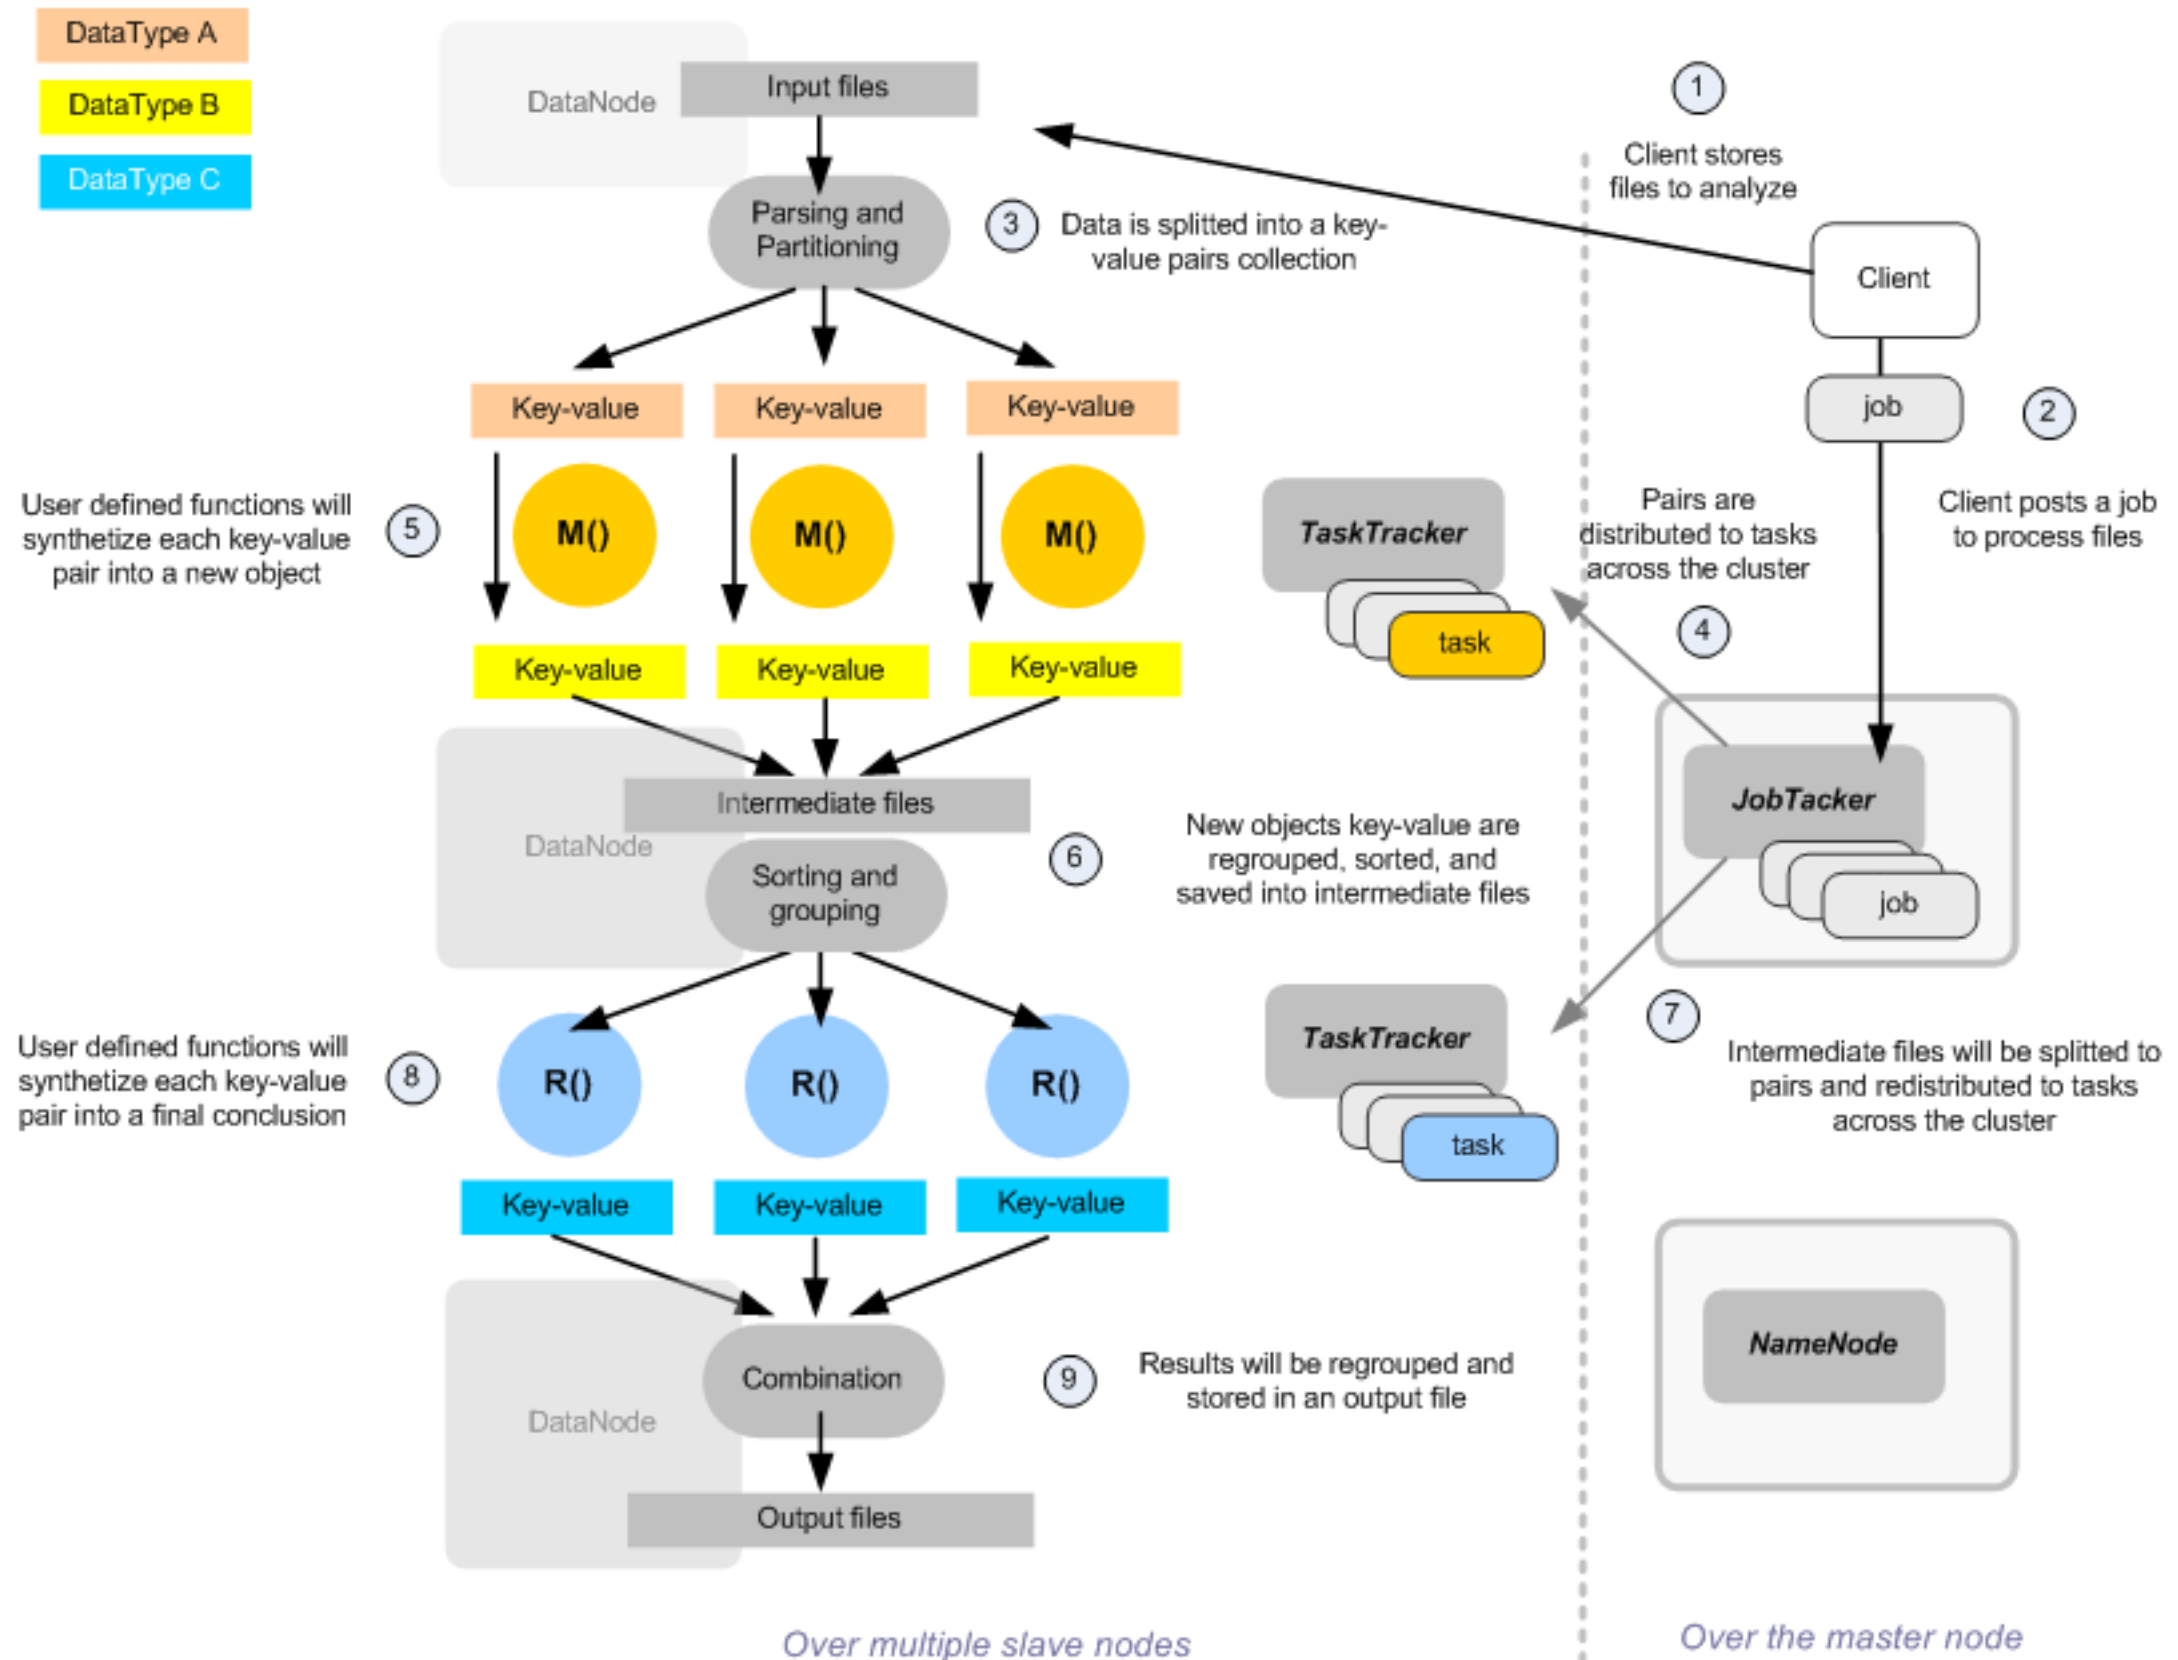 DataType A
DataType B
DataType C
DataNode
Input files
1
Client stores
files to analyze
Parsing and
Partitioning
3
Data is splitted into a key-
value pairs collection
Client
job
2
Client posts a job
to process files
Key-value
Key-value
Key-value
User defined functions will
synthetize each key-value
pair into a new object
5
M()
M()
M()
TaskTracker
task
Pairs are
distributed to tasks
across the cluster
4
Key-value
Key-value
Key-value
DataNode
Intermediate files
Sorting and
grouping
6
New objects key-value are
regrouped, sorted, and
saved into intermediate files
JobTacker
job
User defined functions will
synthetize each key-value
pair into a final conclusion
8
R()
R()
R()
TaskTracker
task
7
Intermediate files will be splitted to
pairs and redistributed to tasks
across the cluster
Key-value
Key-value
Key-value
DataNode
Combination
9
Results will be regrouped and
stored in an output file
NameNode
Output files
Over multiple slave nodes
Over the master node